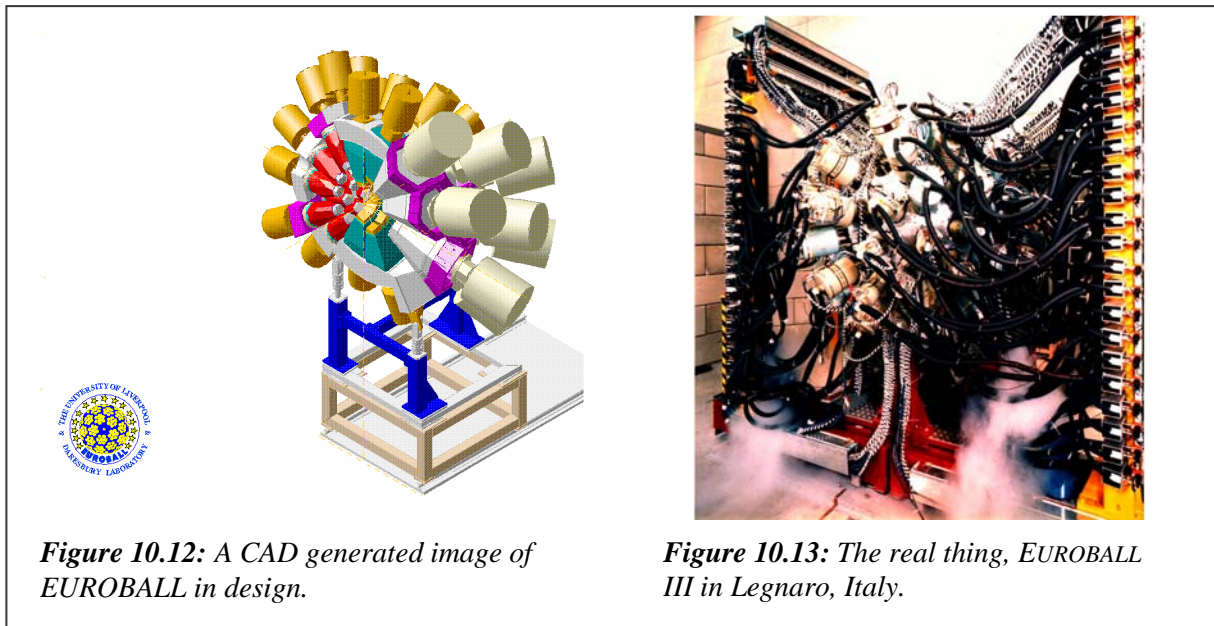 THE UNIVERSITY OF LIVERPOOL
& DARESBURY LABORATORY &
EUROBALL
Figure 10.12: A CAD generated image of
EUROBALL in design.
Figure 10.13: The real thing, EUROBALL
III in Legnaro, Italy.